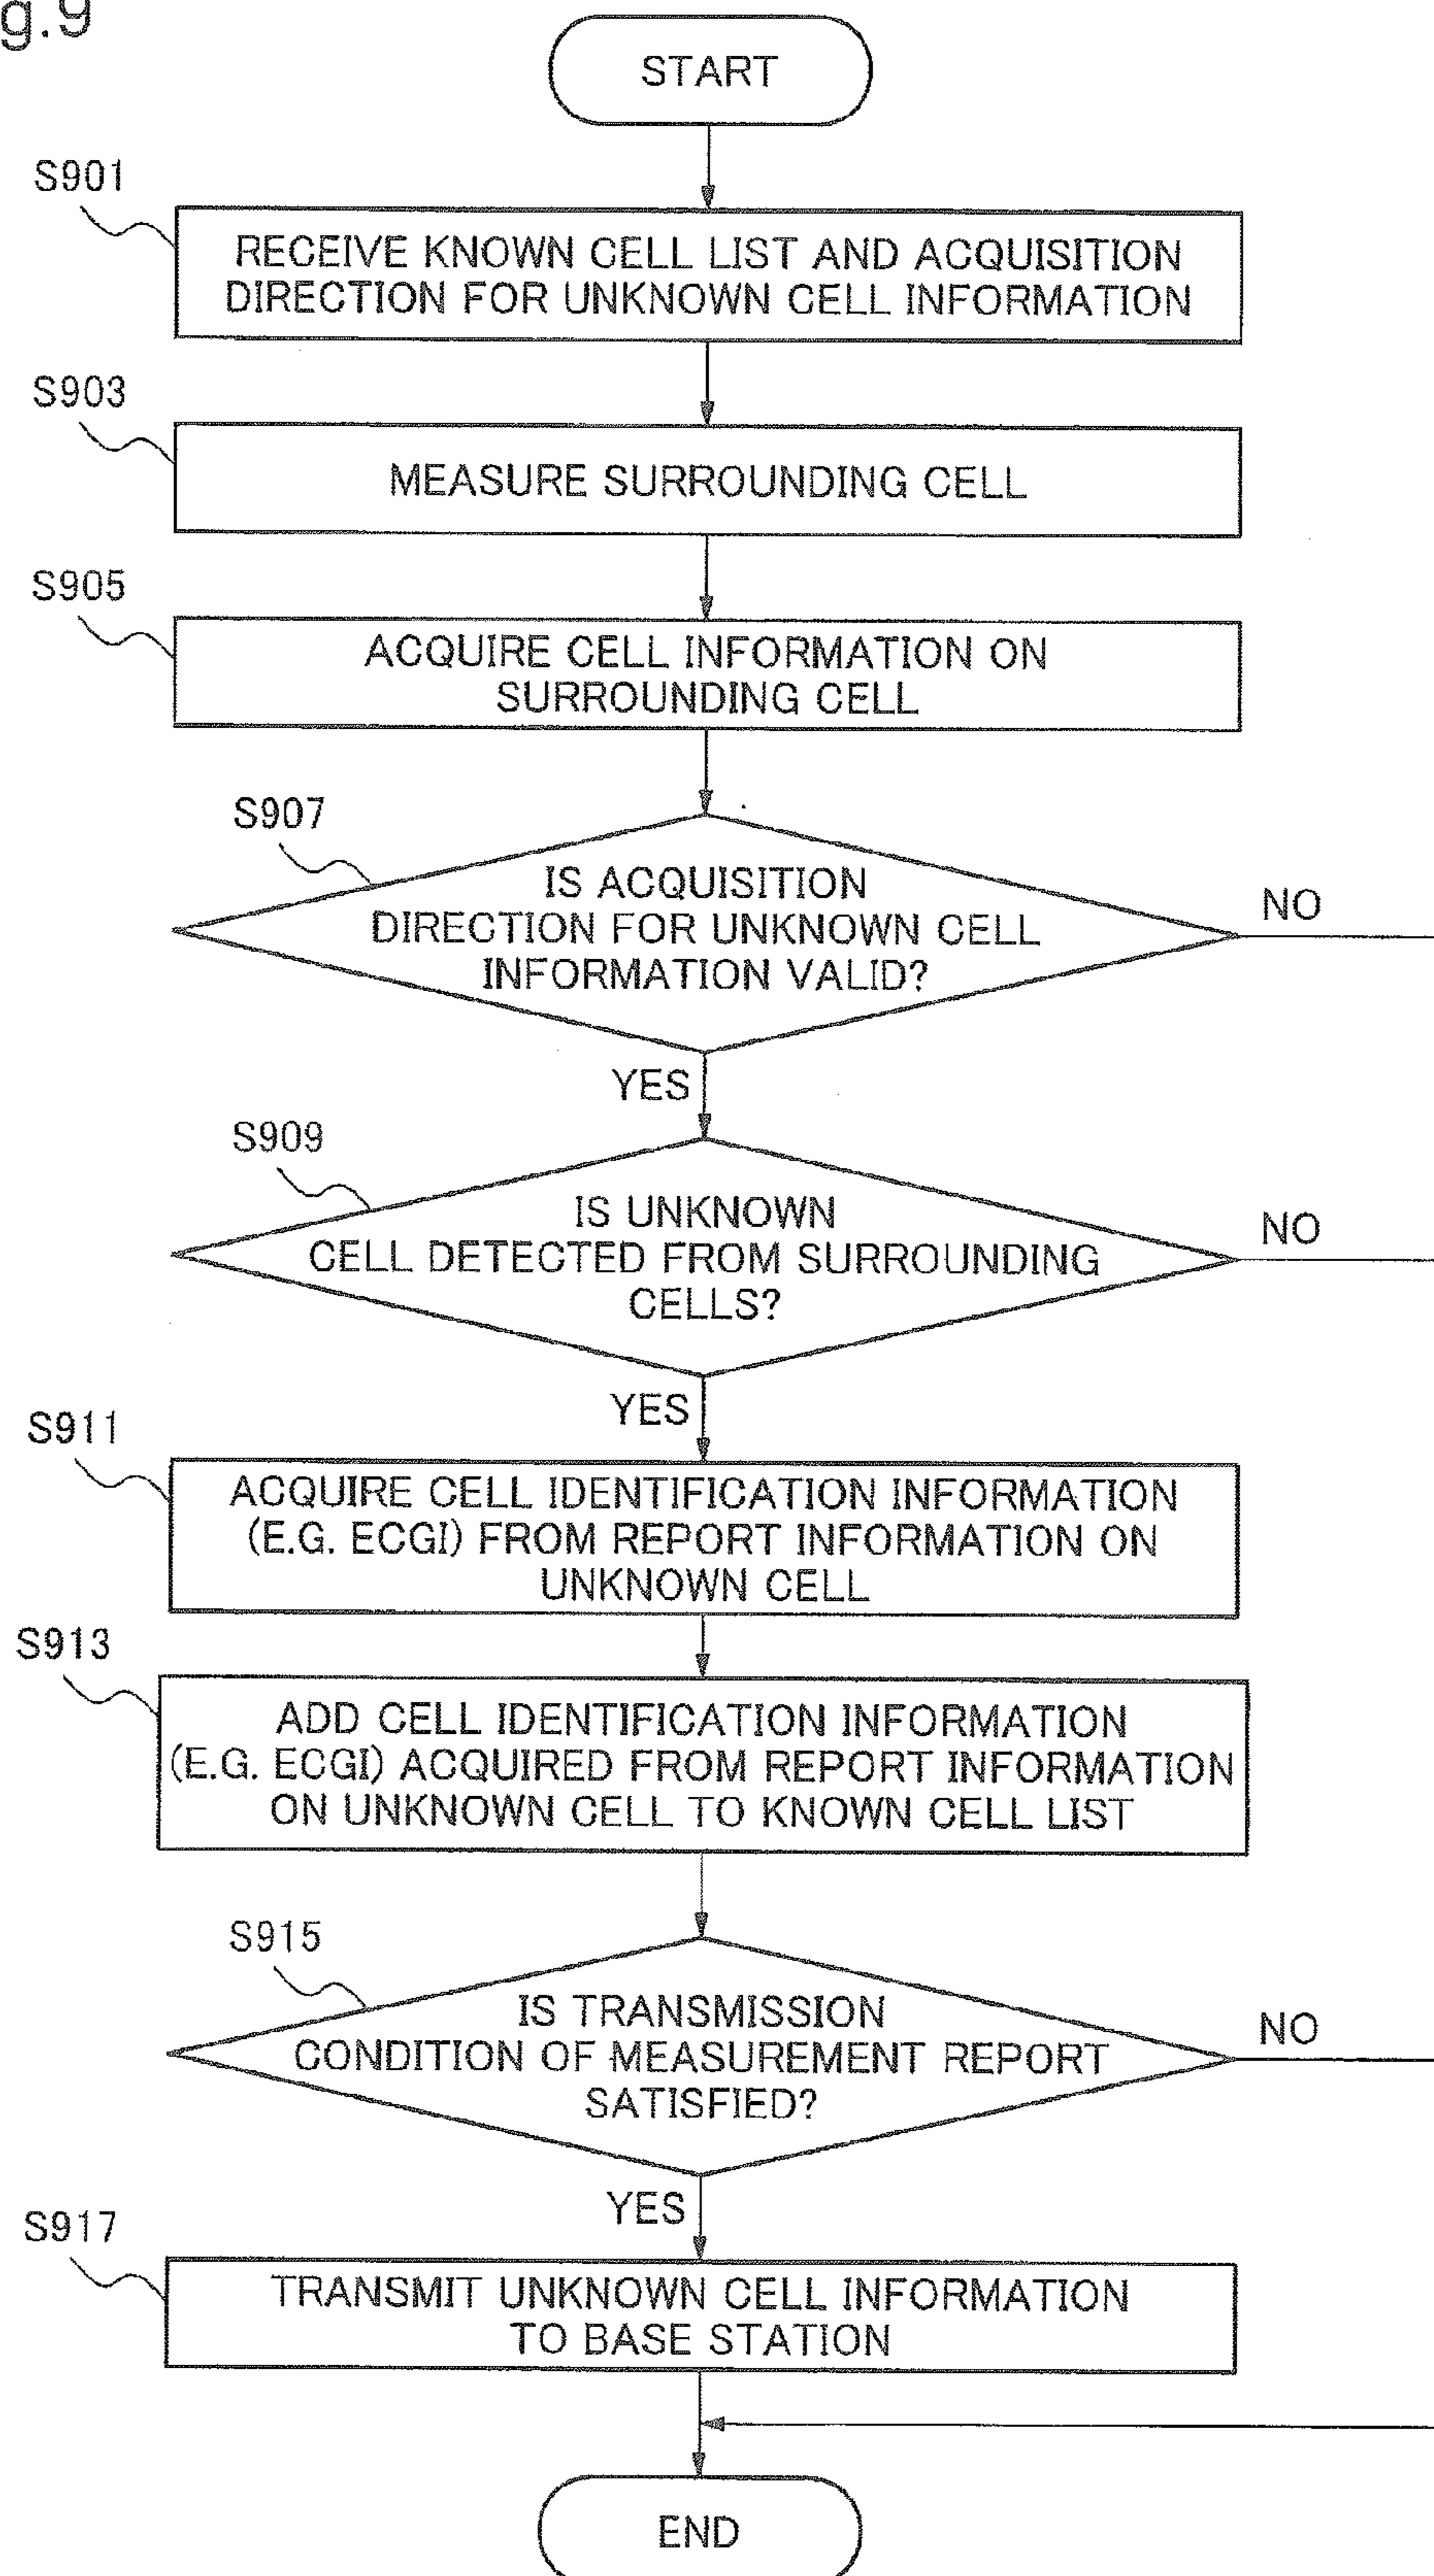 g.9
START
S901
RECEIVE KNOWN CELL LIST AND ACQUISITION
DIRECTION FOR UNKNOWN CELL INFORMATION
S903
MEASURE SURROUNDING CELL
S905
ACQUIRE CELL INFORMATION ON
SURROUNDING CELL
S907
IS ACQUISITION
DIRECTION FOR UNKNOWN CELL
INFORMATION VALID?
NO
YES
S909
IS UNKNOWN
CELL DETECTED FROM SURROUNDING
CELLS?
NO
YES
S911
ACQUIRE CELL IDENTIFICATION INFORMATION
(E.G. ECGI) FROM REPORT INFORMATION ON
UNKNOWN CELL
S913
ADD CELL IDENTIFICATION INFORMATION
(E.G. ECGI) ACQUIRED FROM REPORT INFORMATION
ON UNKNOWN CELL TO KNOWN CELL LIST
S915
IS TRANSMISSION
CONDITION OF MEASUREMENT REPORT
SATISFIED?
NO
YES
S917
TRANSMIT UNKNOWN CELL INFORMATION
TO BASE STATION
END